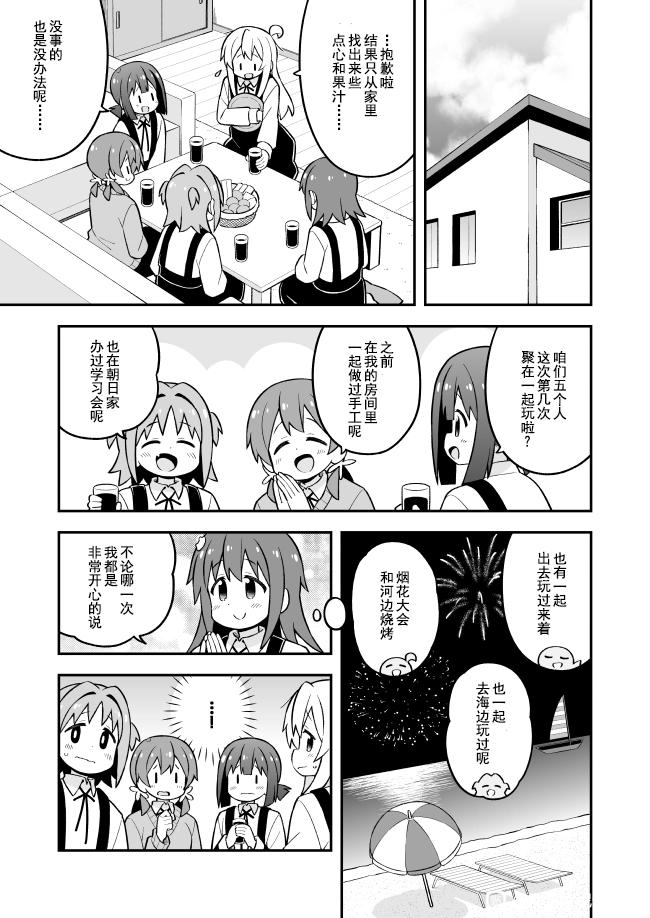 …抱歉啦
结果只从家里
找出来些
点心和果汁……
没事的
也是没办法呢……
咱们五个人
这次第几次
聚在一起玩啦?
之前
在我的房间里
一起做过手工呢
也在朝日家
办过学习会呢
也有一起
出去玩过来着
烟花大会
和河边烧烤
也一起
去海边玩过呢
不论哪一次
我都是
非常开心的说
…!